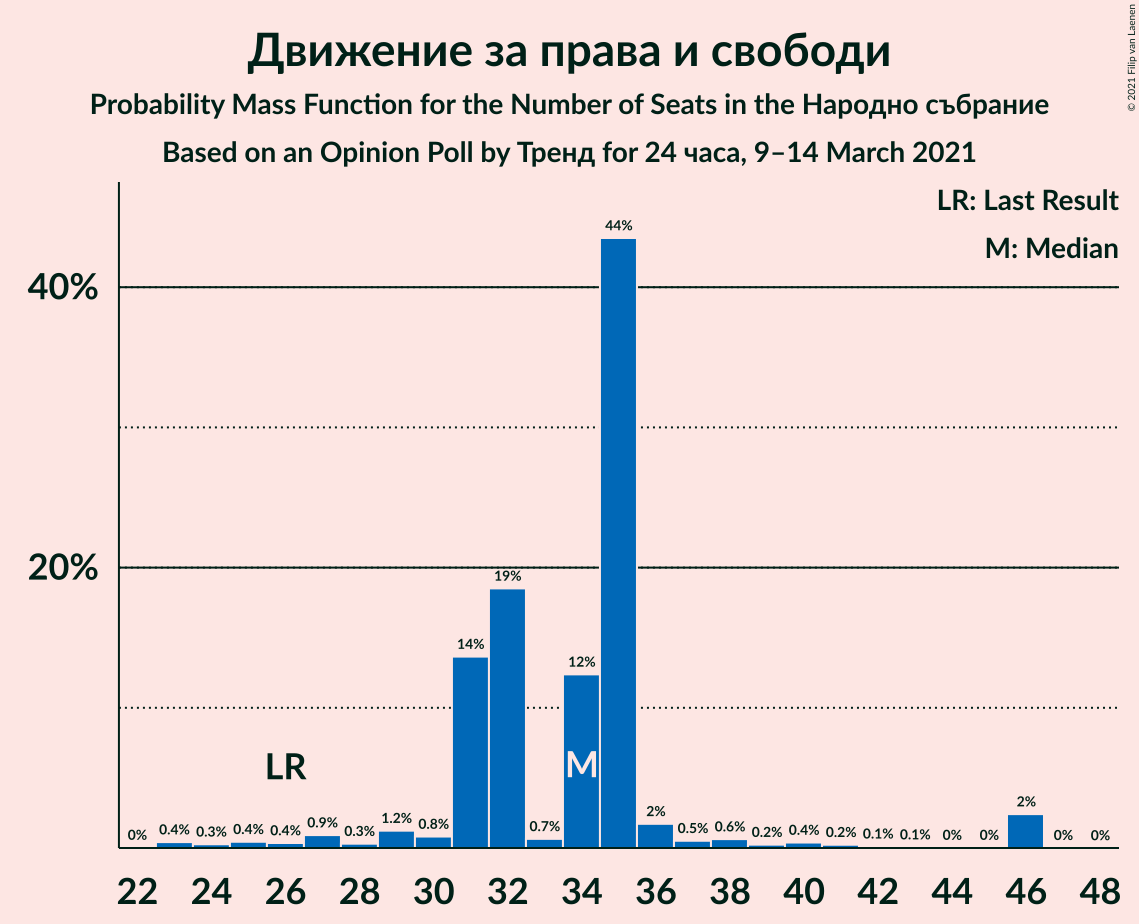 Движение за права и свободи
Probability Mass Function for the Number of Seats in the Народно събрание
Based on an Opinion Poll by Тренд for 24 часа, 9–14 March 2021
© 2021 Filip van Laenen
LR: Last Result
M: Median
40%
20%
0% 0.4% 0.3% 0.4% 0.4% 0.9% 0.3% 1.2% 0.8% 14% 19% 0.7% 12% 44% 2% 0.5% 0.6% 0.2% 0.4% 0.2% 0.1% 0.1% 0% 0% 2% 0% 0%
LR M
22 24 26 28 30 32 34 36 38 40 42 44 46 48